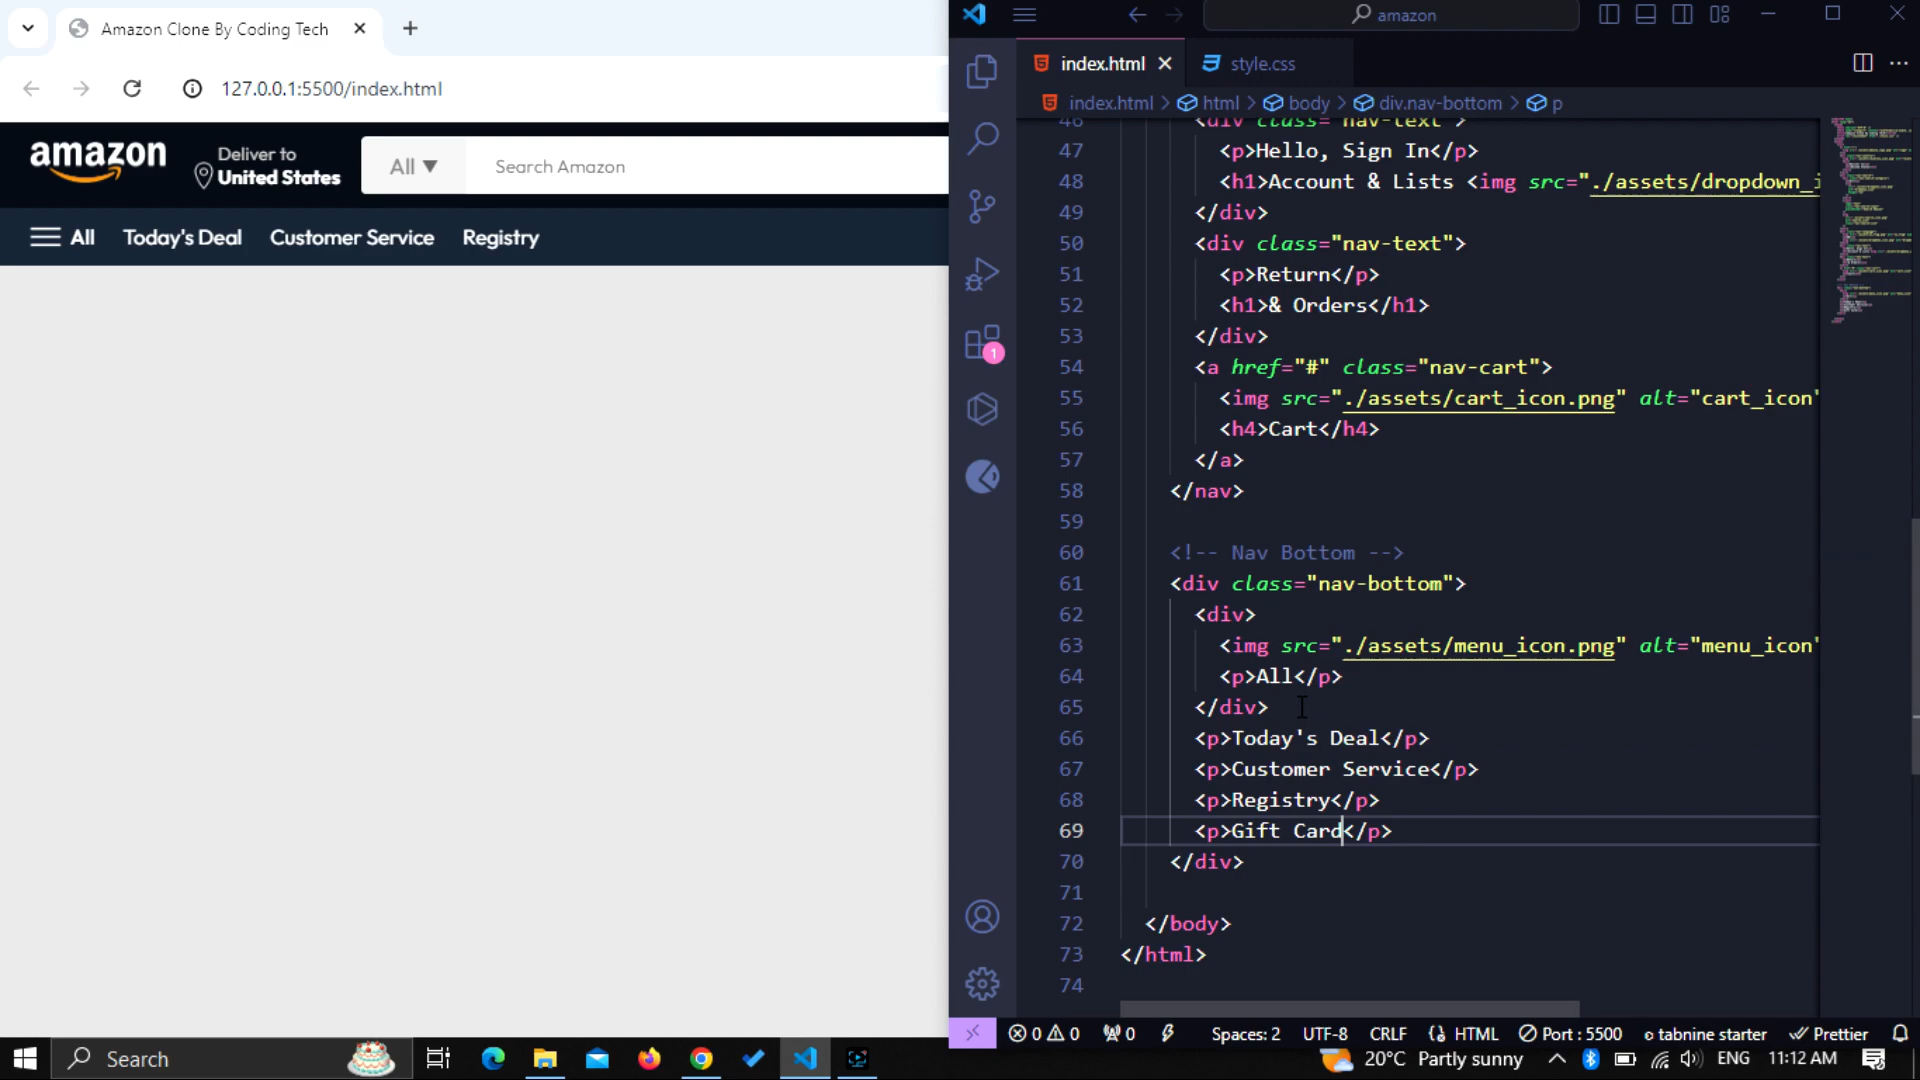 Amazon Clone By Coding Tech
127.0.0.1:5500/index.html
amazon
Deliver to
United States
All ▼
Search Amazon
All
Today's Deal
Customer Service
Registry
amazon
index.html
style.css
index.html > html > body > div.nav-bottom > p
46 <div class="nav-text">
47 <p>Hello, Sign In</p>
48 <h1>Account & Lists <img src="./assets/dropdown_i
49 </div>
50 <div class="nav-text">
51 <p>Return</p>
52 <h1>& Orders</h1>
53 </div>
54 <a href="#" class="nav-cart">
55 <img src="./assets/cart_icon.png" alt="cart_icon"
56 <h4>Cart</h4>
57 </a>
58 </nav>
59
60 <!-- Nav Bottom -->
61 <div class="nav-bottom">
62 <div>
63 <img src="./assets/menu_icon.png" alt="menu_icon"
64 <p>All</p>
65 </div>
66 <p>Today's Deal</p>
67 <p>Customer Service</p>
68 <p>Registry</p>
69 <p>Gift Card</p>
70 </div>
71
72 </body>
73 </html>
74
1
0 0 0 Spaces: 2 UTF-8 CRLF HTML Port : 5500 tabnine starter Prettier
Search
20°C Partly sunny ENG 11:12 AM